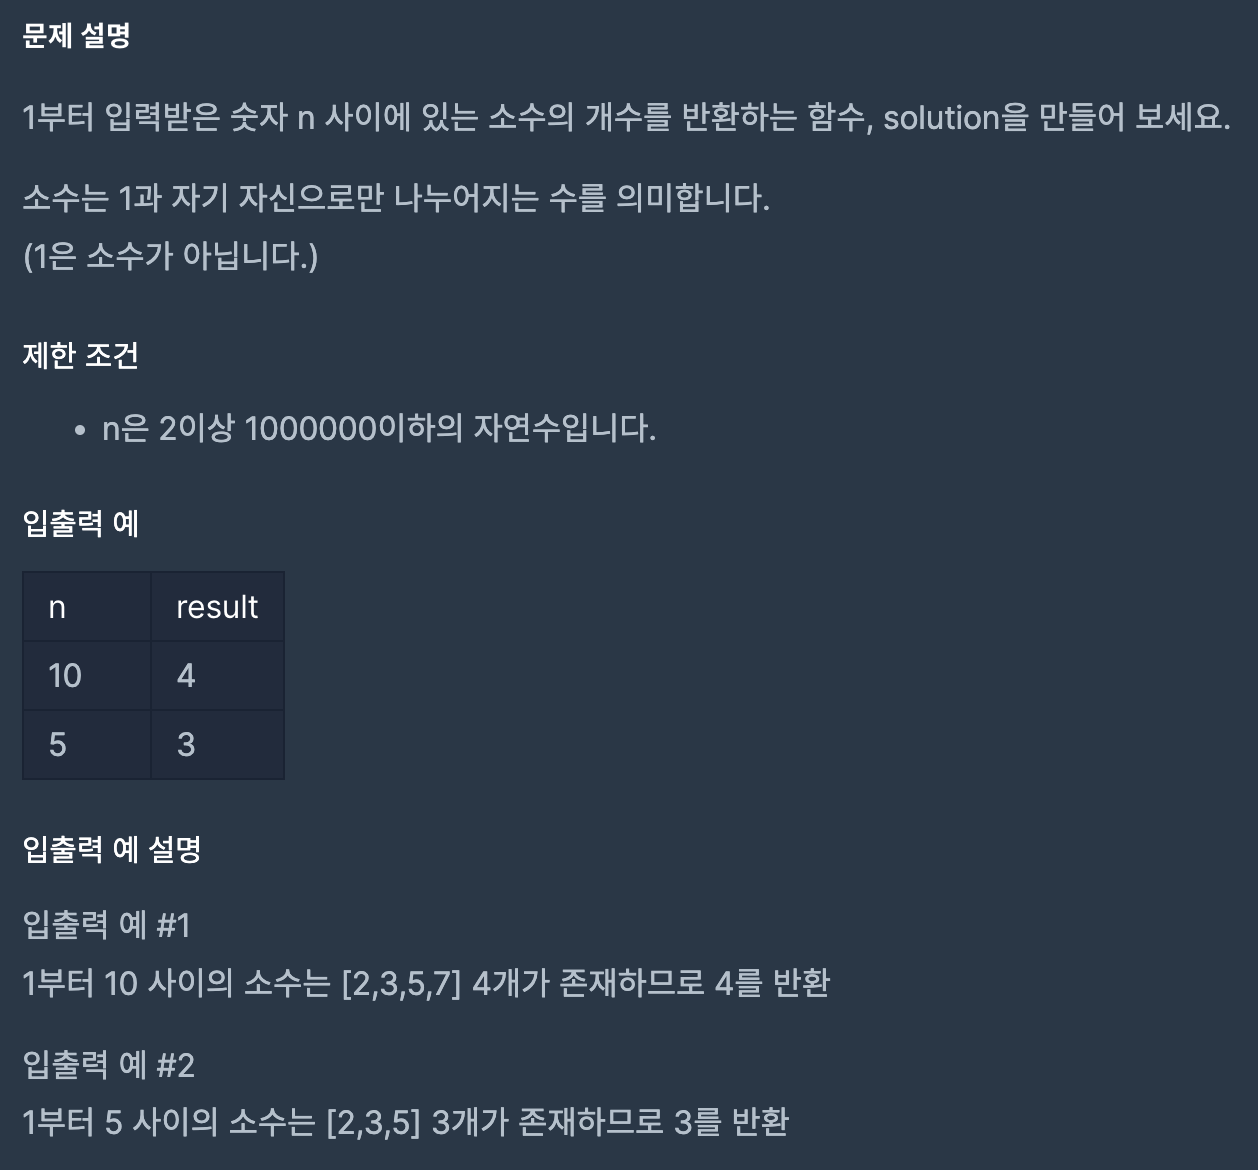 문제 설명
1부터 입력받은 숫자 n 사이에 있는 소수의 개수를 반환하는 함수, solution을 만들어 보세요.
소수는 1과 자기 자신으로만 나누어지는 수를 의미합니다.
(1은 소수가 아닙니다.)
제한 조건
• n은 2이상 1000000이하의 자연수입니다.
입출력 예
n result
10 4
5 3
입출력 예 설명
입출력 예 #1
1부터 10 사이의 소수는 [2,3,5,7] 4개가 존재하므로 4를 반환
입출력 예 #2
1부터 5 사이의 소수는 [2,3,5] 3개가 존재하므로 3를 반환